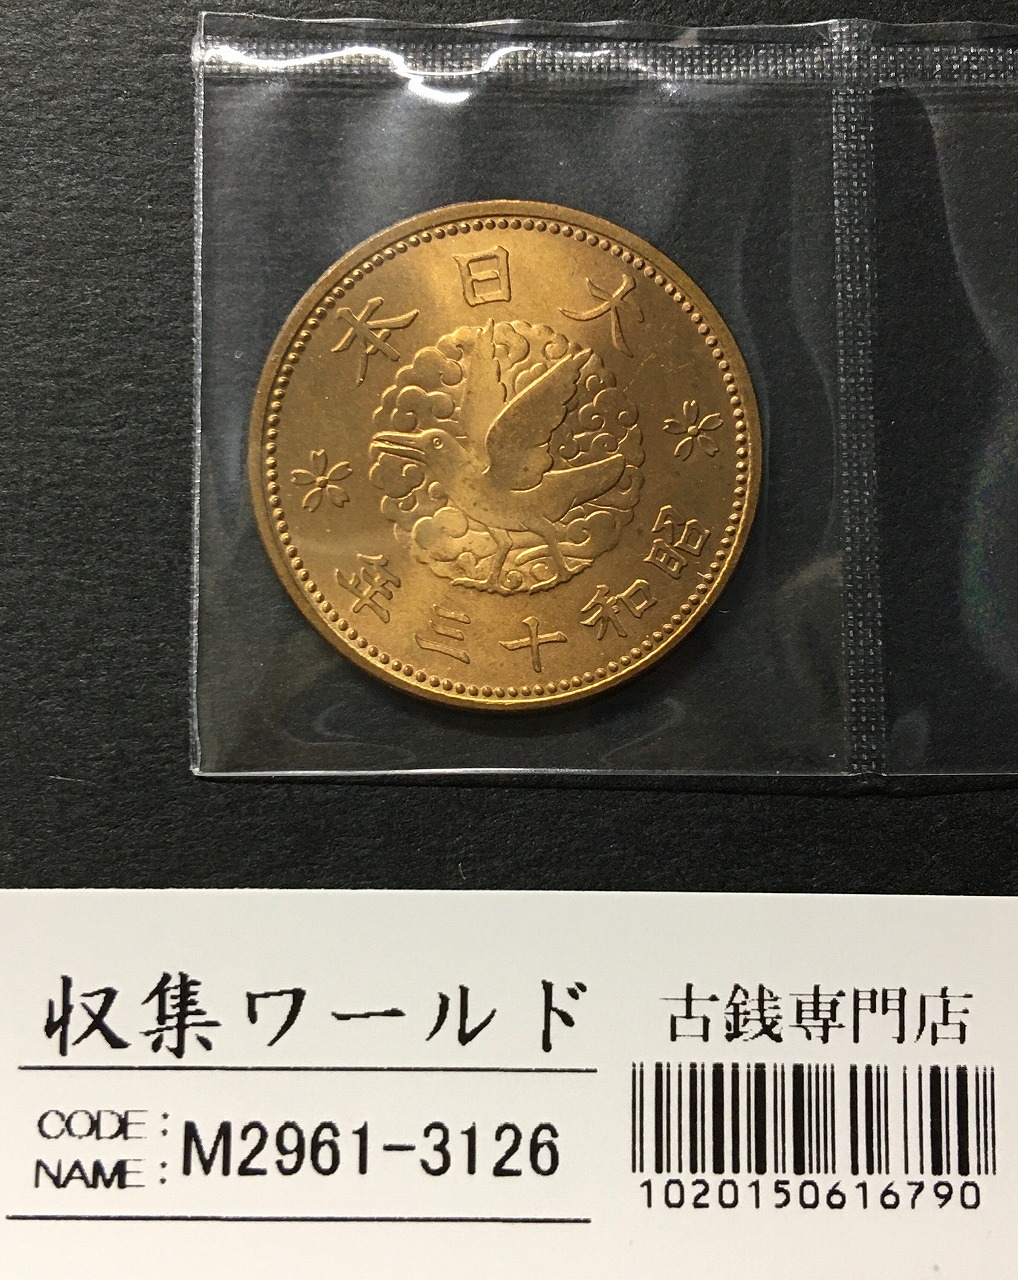 大日本
昭和十三年
収集ワールド
古銭専門店
CODE:
NAME:
M2961-3126
1020150616790